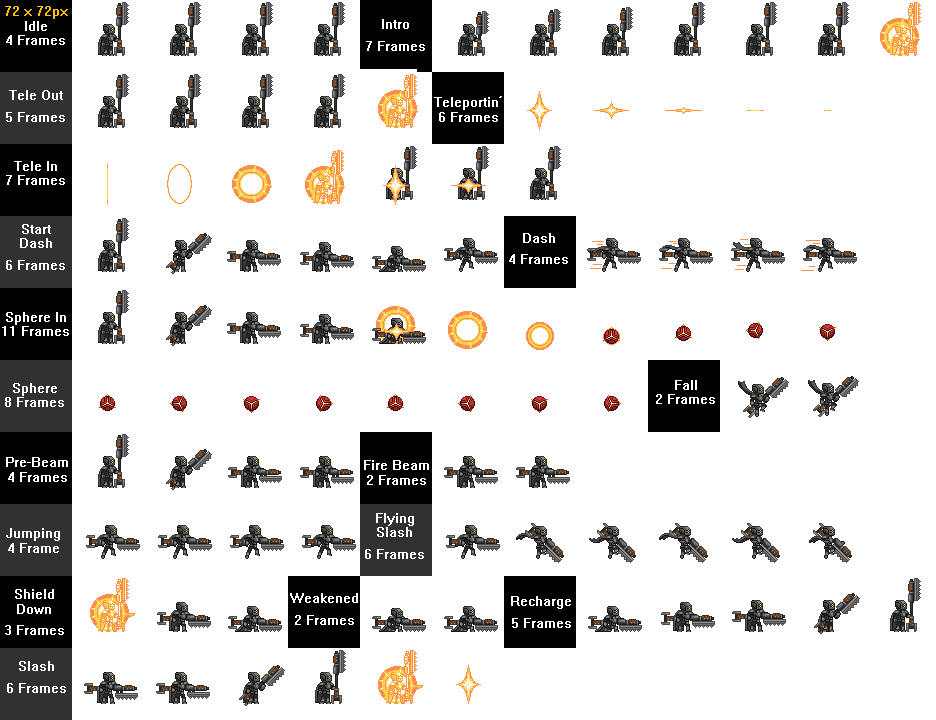 72 x 72px
Idle
4 Frames
Intro
7 Frames
Tele Out
5 Frames
Teleportin´
6 Frames
Tele In
7 Frames
Start
Dash
6 Frames
Dash
4 Frames
Sphere In
11 Frames
Sphere
8 Frames
Fall
2 Frames
Pre-Beam
4 Frames
Fire Beam
2 Frames
Jumping
4 Frame
Flying
Slash
6 Frames
Shield
Down
3 Frames
Weakened
2 Frames
Recharge
5 Frames
Slash
6 Frames